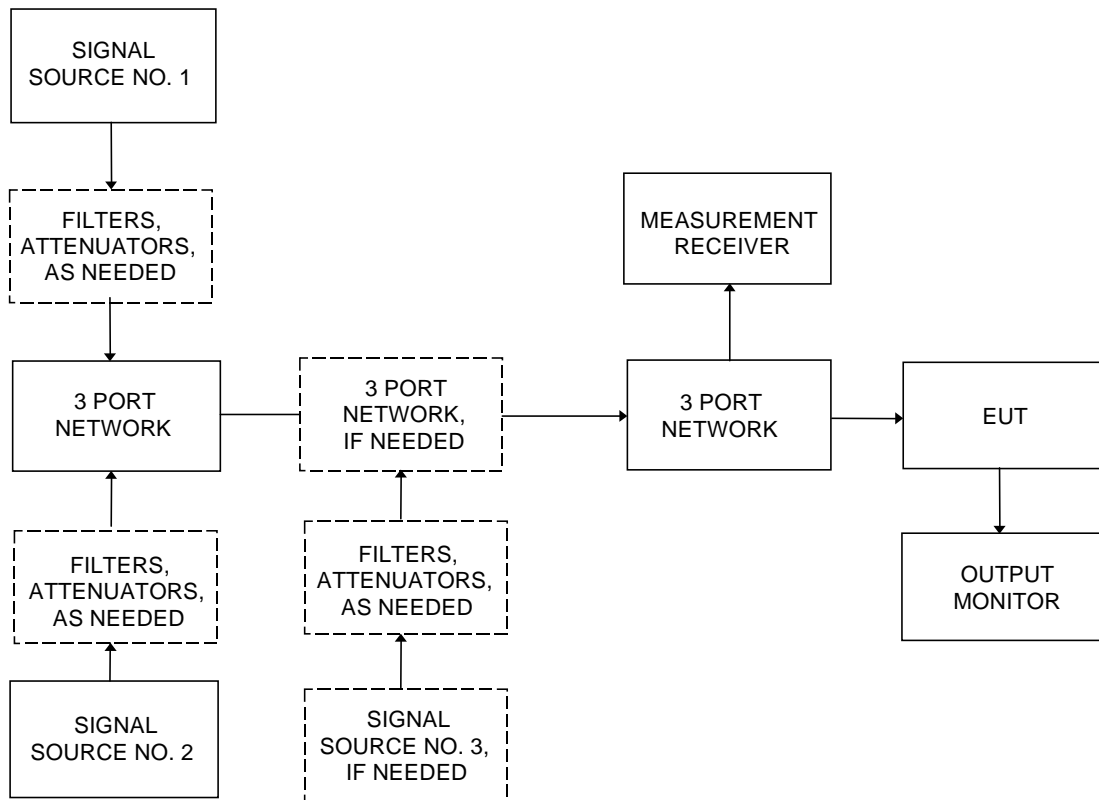 SIGNAL
SOURCE NO. 1
FILTERS,
ATTENUATORS,
AS NEEDED
MEASUREMENT
RECEIVER
3 PORT
NETWORK
3 PORT
NETWORK,
IF NEEDED
3 PORT
NETWORK
EUT
FILTERS,
ATTENUATORS,
AS NEEDED
FILTERS,
ATTENUATORS,
AS NEEDED
OUTPUT
MONITOR
SIGNAL
SOURCE NO. 2
SIGNAL
SOURCE NO. 3,
IF NEEDED